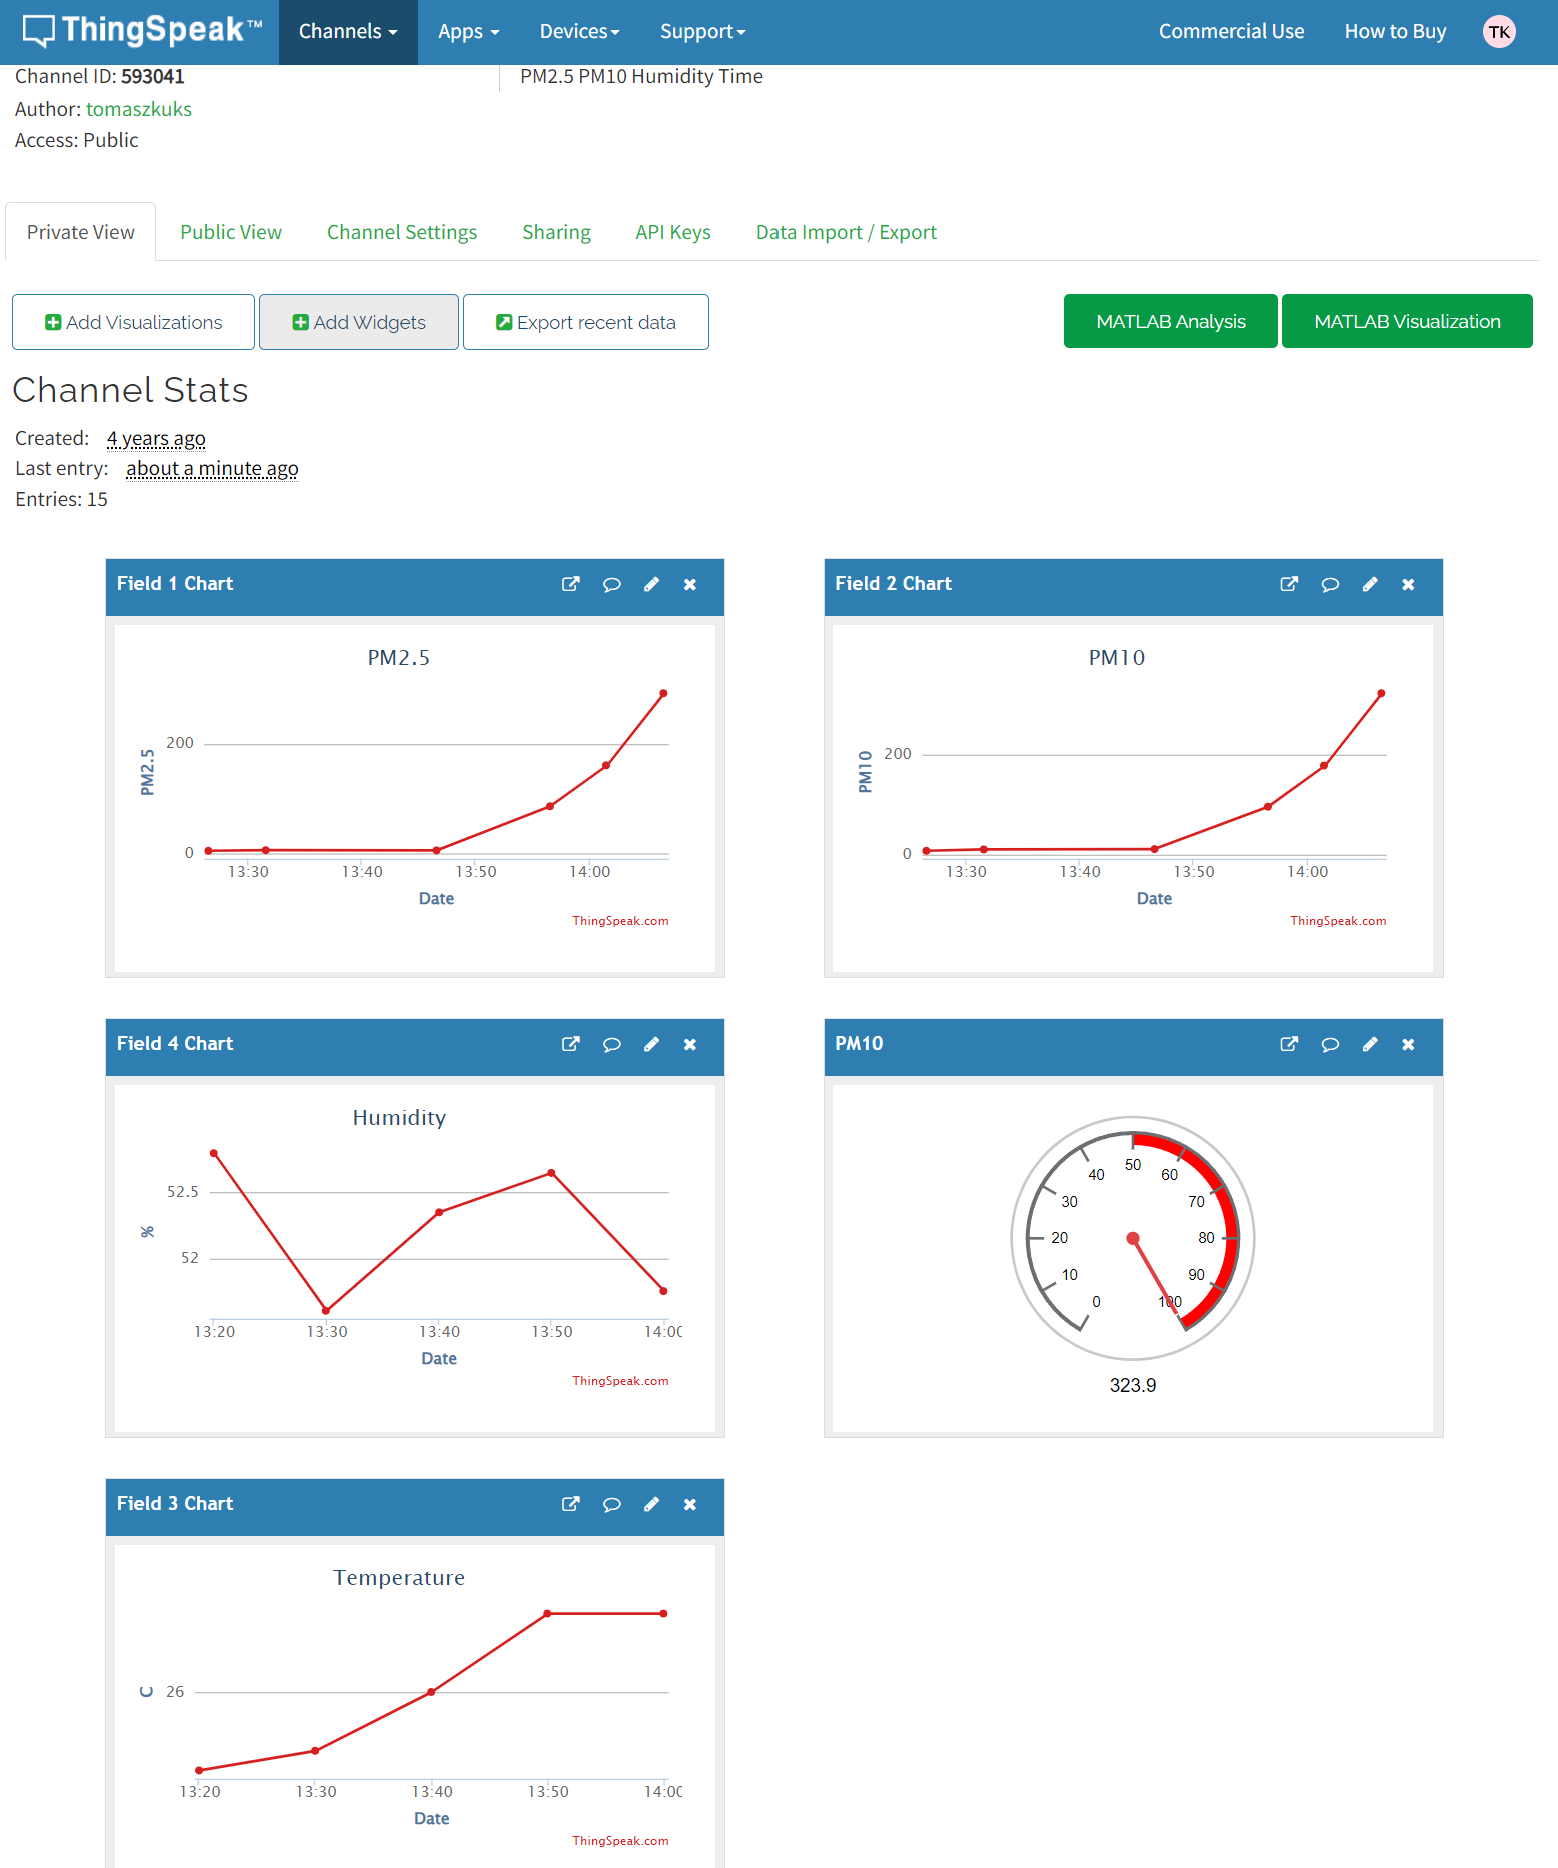 ThingSpeak™ Channels Apps Devices Support Commercial Use How to Buy TK
Channel ID: 593041
Author: tomaszkuks
Access: Public
PM2.5 PM10 Humidity Time
Private View Public View Channel Settings Sharing API Keys Data Import / Export
Add Visualizations Add Widgets Export recent data MATLAB Analysis MATLAB Visualization
Channel Stats
Created: 4 years ago
Last entry: about a minute ago
Entries: 15
Field 1 Chart
PM2.5
PM2.5
200
0
13:30 13:40 13:50 14:00
Date
ThingSpeak.com
Field 2 Chart
PM10
PM10
200
0
13:30 13:40 13:50 14:00
Date
ThingSpeak.com
Field 4 Chart
Humidity
%
52.5
52
13:20 13:30 13:40 13:50 14:00
Date
ThingSpeak.com
PM10
0
10
20
30
40
50
60
70
80
90
100
323.9
Field 3 Chart
Temperature
C
26
13:20 13:30 13:40 13:50 14:00
Date
ThingSpeak.com